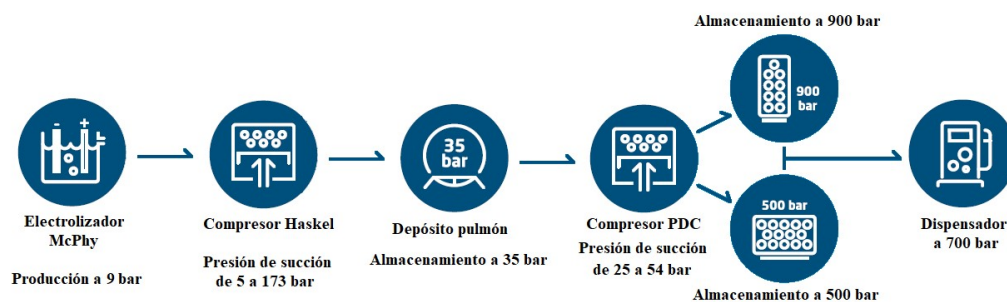 Almacenamiento a 900 bar
900
bar
- +
35
bar
500 bar
Electrolizador
McPhy
Producción a 9 bar
Compresor Haskel
Presión de succión
de 5 a 173 bar
Depósito pulmón
Almacenamiento a 35 bar
Compresor PDC
Presión de succión
de 25 a 54 bar
Almacenamiento a 500 bar
Dispensador
a 700 bar